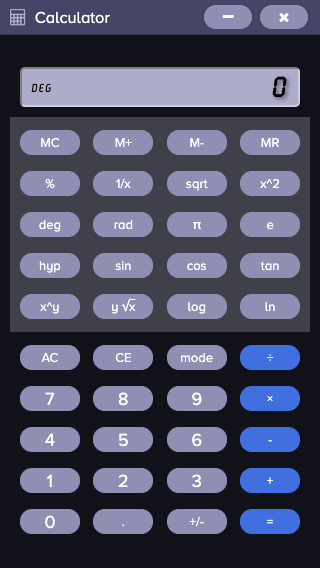 Calculator
DEG 0
MC M+ M- MR
% 1/x sqrt x^2
deg rad π e
hyp sin cos tan
x^y y √x log ln
AC CE mode ÷
7 8 9 ×
4 5 6 -
1 2 3 +
0 . +/- =